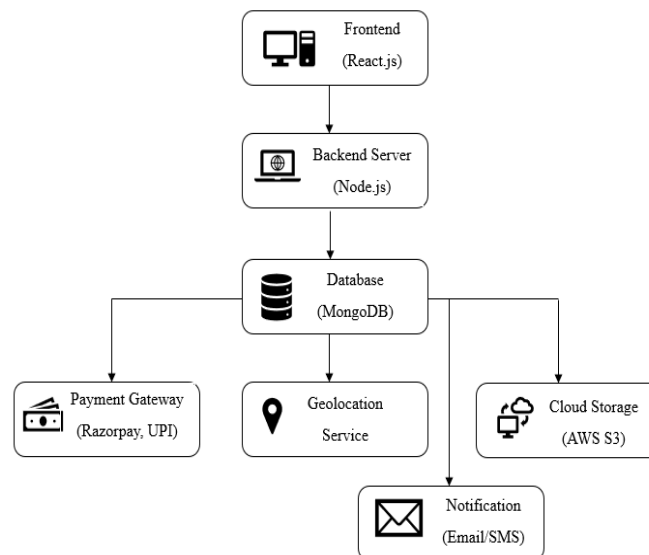 Frontend
(React.js)
Backend Server
(Node.js)
Database
(MongoDB)
Payment Gateway
(Razorpay, UPI)
Geolocation
Service
Cloud Storage
(AWS S3)
Notification
(Email/SMS)